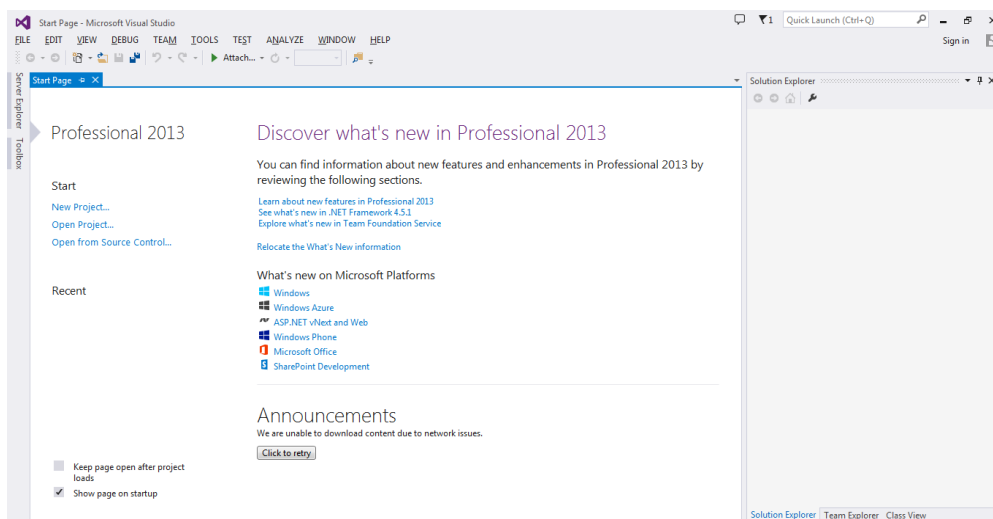 Start Page - Microsoft Visual Studio
1
Quick Launch (Ctrl+Q)
FILE EDIT VIEW DEBUG TEAM TOOLS TEST ANALYZE WINDOW HELP
Sign in
Attach...
Server Explorer
Toolbox
Start Page
Solution Explorer
Professional 2013
Start
New Project...
Open Project...
Open from Source Control...
Recent
Keep page open after project
loads
Show page on startup
Discover what's new in Professional 2013
You can find information about new features and enhancements in Professional 2013 by
reviewing the following sections.
Learn about new features in Professional 2013
See what's new in .NET Framework 4.5.1
Explore what's new in Team Foundation Service
Relocate the What's New information
What's new on Microsoft Platforms
Windows
Windows Azure
ASP.NET vNext and Web
Windows Phone
Microsoft Office
SharePoint Development
Announcements
We are unable to download content due to network issues.
Click to retry
Solution Explorer Team Explorer Class View